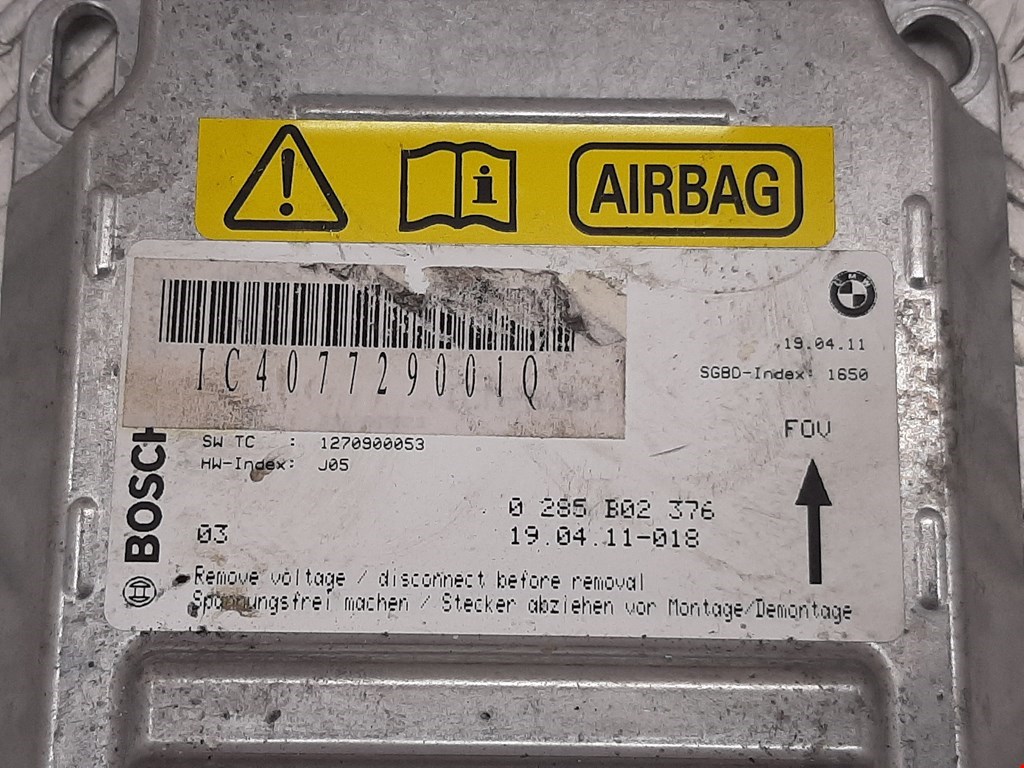 AIRBAG
19.04.11
SGBD-Index: 1650
1C407729001Q
SW TC : 1270900053
HW-Index: J05
FOV
BOSCH
0 285 B02 376
03 19.04.11-018
Remove voltage / disconnect before removal
Spannungsfrei machen / Stecker abziehen vor Montage/Demontage